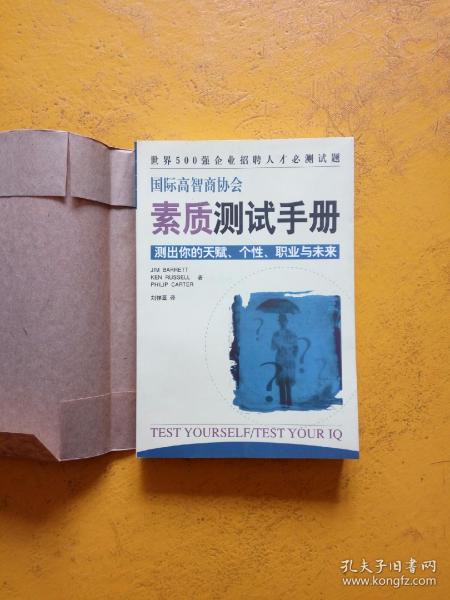 世界500强企业招聘人才必测试题
国际高智商协会
素质测试手册
测出你的天赋、个性、职业与未来
JIM BARRETT
KEN RUSSELL 著
PHILIP CARTER
刘祥亚 译
TEST YOURSELF/TEST YOUR IQ
孔夫子旧书网
www.kongfz.com